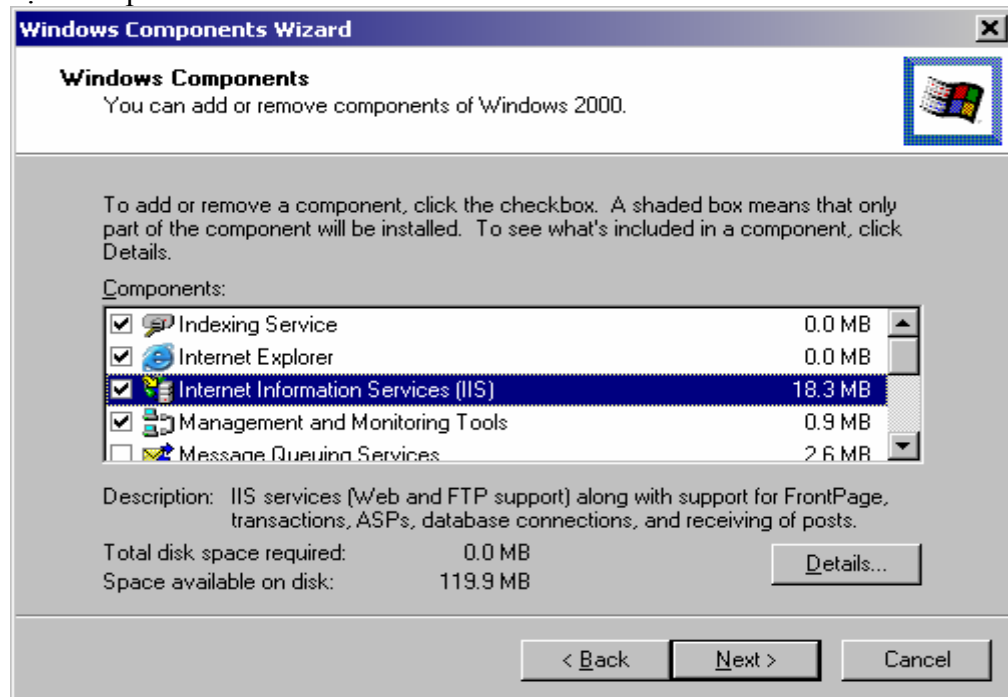 Windows Components Wizard
Windows Components
You can add or remove components of Windows 2000.
To add or remove a component, click the checkbox. A shaded box means that only
part of the component will be installed. To see what's included in a component, click
Details.
Components:
Indexing Service 0.0 MB
Internet Explorer 0.0 MB
Internet Information Services (IIS) 18.3 MB
Management and Monitoring Tools 0.9 MB
Message Queuing Services 2.6 MB
Description: IIS services (Web and FTP support) along with support for FrontPage,
transactions, ASPs, database connections, and receiving of posts.
Total disk space required: 0.0 MB
Space available on disk: 119.9 MB
Details...
< Back Next > Cancel